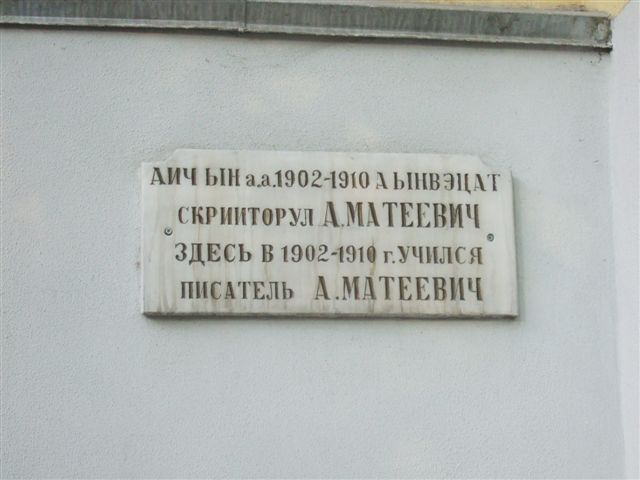 АИЧ ЫН а.а.1902-1910 А ЫНВЭЦАТ
СКРИИТОРУЛ А.МАТЕЕВИЧ
ЗДЕСЬ В 1902-1910 г. УЧИЛСЯ
ПИСАТЕЛЬ А.МАТЕЕВИЧ